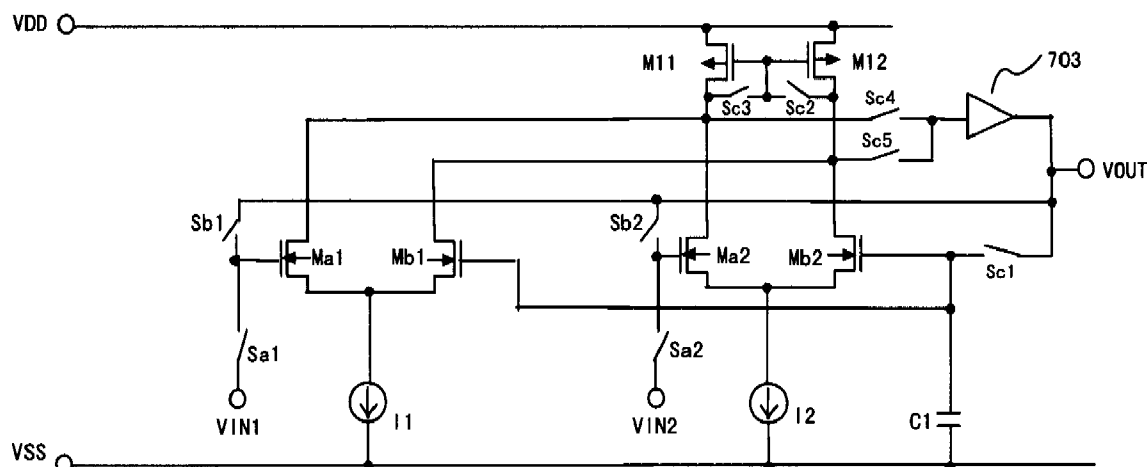 VDD
703
M11
M12
Sc3
Sc2
Sc4
Sc5
VOUT
Sb1
Sb2
Ma1
Mb1
Ma2
Mb2
Sc1
Sa1
Sa2
VIN1
I1
VIN2
I2
C1
VSS